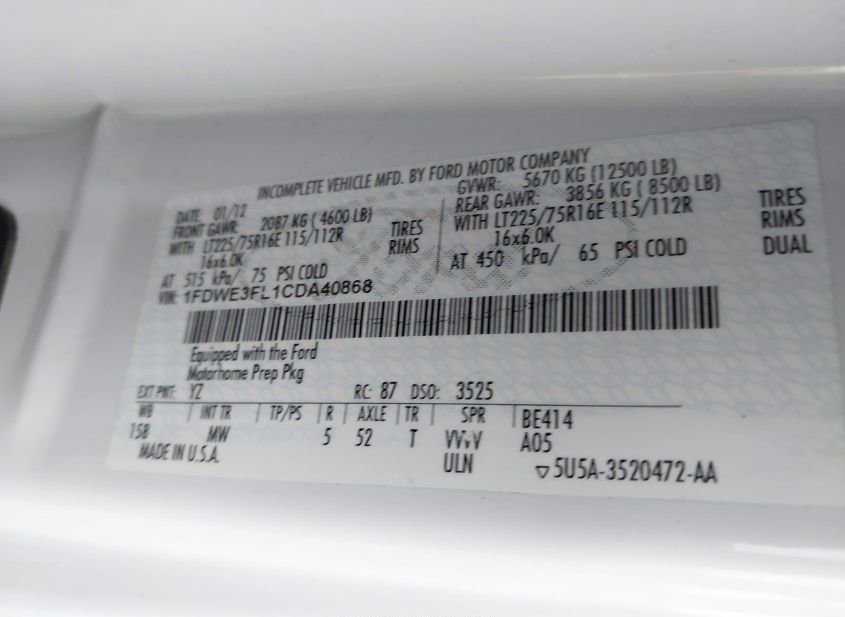 INCOMPLETE VEHICLE MFD. BY FORD MOTOR COMPANY
DATE: 01/12 GVWR: 5670 KG (12500 LB)
FRONT GAWR: 2087 KG ( 4600 LB) REAR GAWR: 3856 KG ( 8500 LB)
WITH LT225/75R16E 115/112R TIRES WITH LT225/75R16E 115/112R TIRES
16x6.0K RIMS 16x6.0K RIMS
AT 515 kPa/ 75 PSI COLD AT 450 kPa/ 65 PSI COLD DUAL
VIN: 1FDWE3FL1CDA40868
Equipped with the Ford
Motorhome Prep Pkg
EXT PNT: YZ RC: 87 DSO: 3525
WB INT TR TP/PS R AXLE TR SPR BE414
158 MW 5 52 T VVVV A05
MADE IN U.S.A. ULN ▽5U5A-3520472-AA